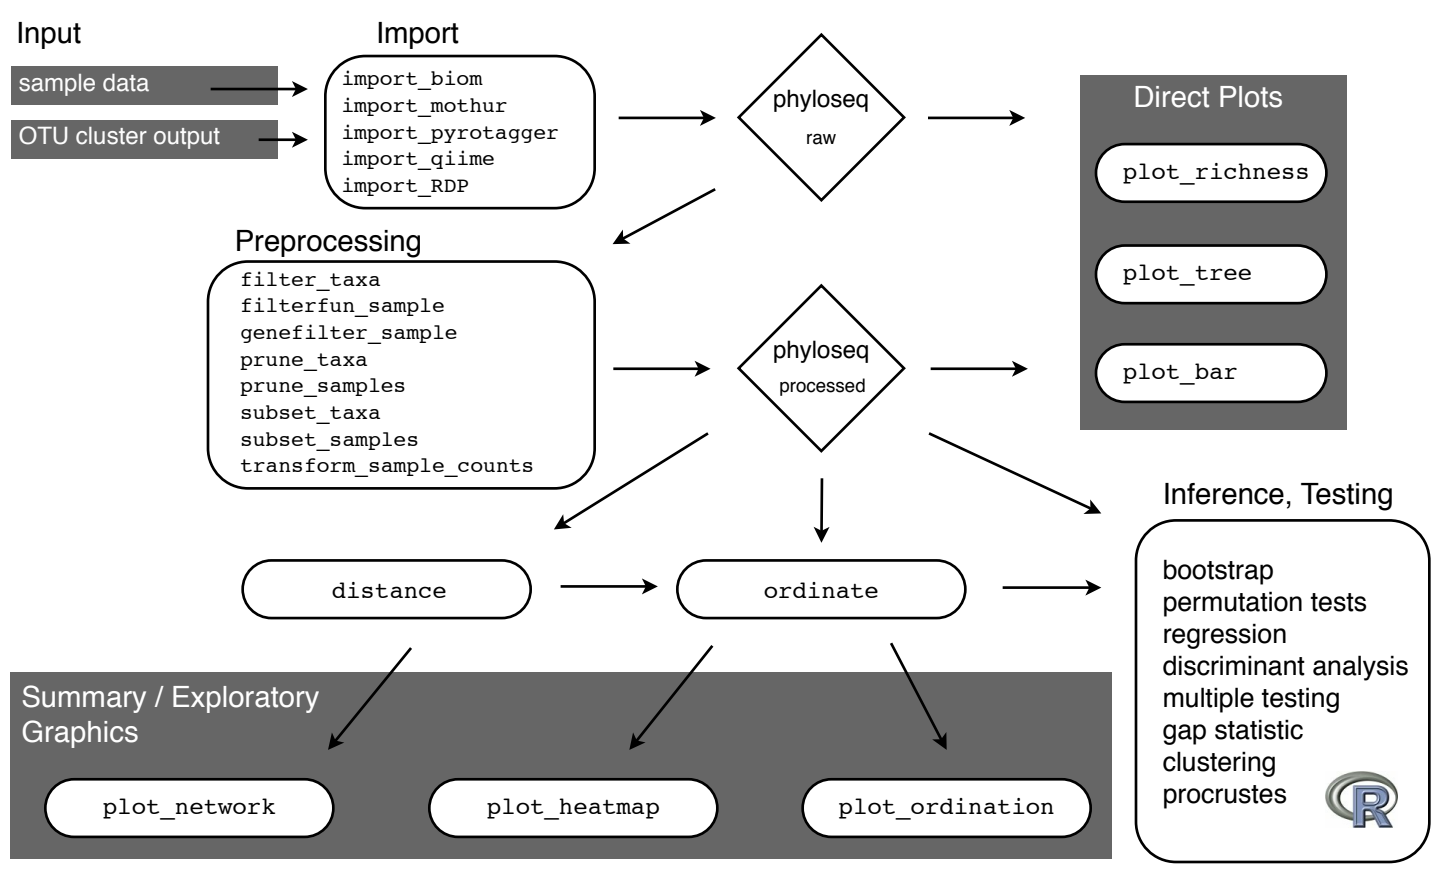 Input
sample data
OTU cluster output
Import
import_biom
import_mothur
import_pyrotagger
import_qiime
import_RDP
phyloseq
raw
Direct Plots
plot_richness
plot_tree
plot_bar
Preprocessing
filter_taxa
filterfun_sample
genefilter_sample
prune_taxa
prune_samples
subset_taxa
subset_samples
transform_sample_counts
phyloseq
processed
distance
ordinate
Inference, Testing
bootstrap
permutation tests
regression
discriminant analysis
multiple testing
gap statistic
clustering
procrustes
R
Summary / Exploratory
Graphics
plot_network
plot_heatmap
plot_ordination